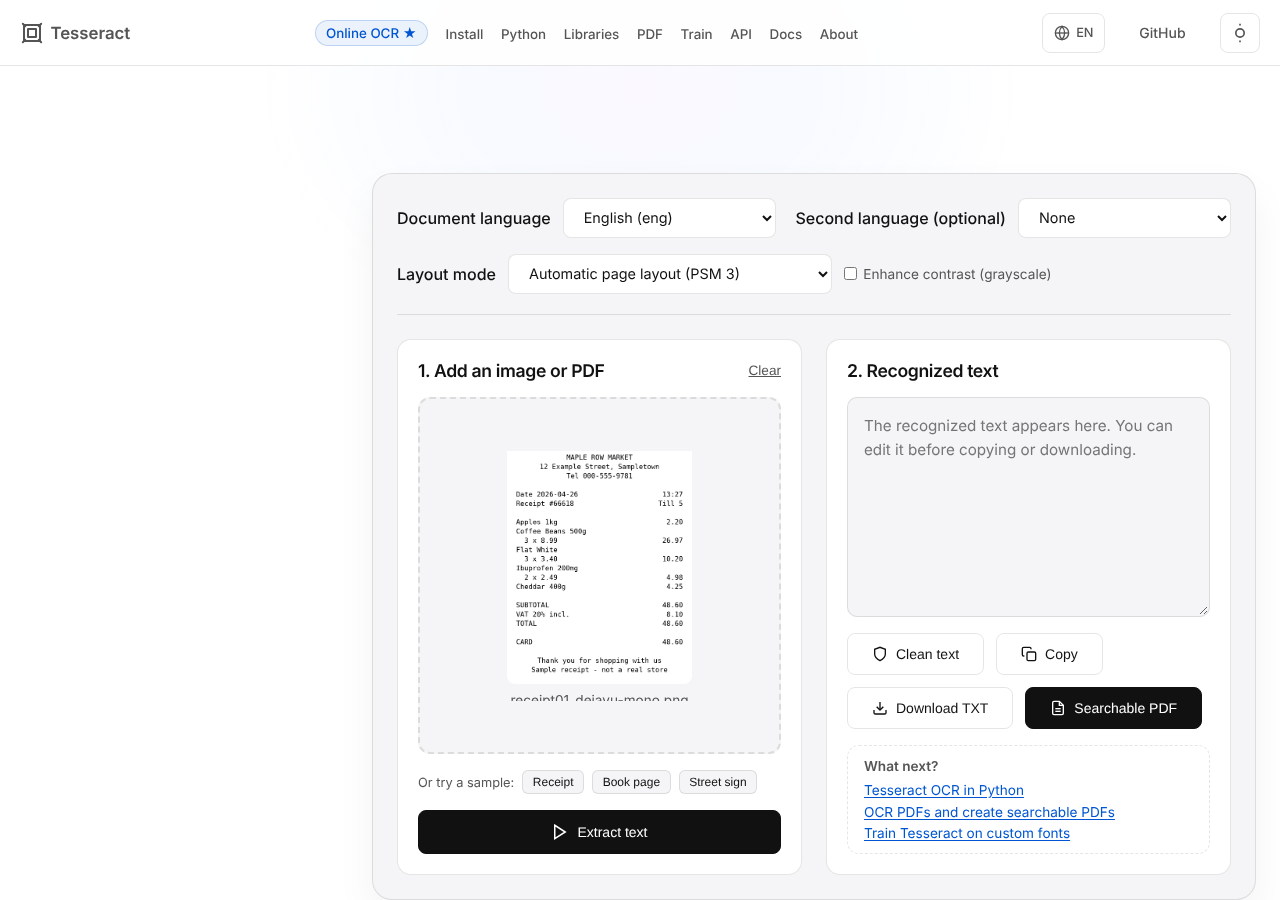 Tesseract
Online OCR ★
Install
Python
Libraries
PDF
Train
API
Docs
About
EN
GitHub
Document language
English (eng)
Second language (optional)
None
Layout mode
Automatic page layout (PSM 3)
Enhance contrast (grayscale)
1. Add an image or PDF
Clear
MAPLE ROW MARKET
12 Example Street, Sampletown
Tel 000-555-9701
Date 2026-04-26 13:27
Receipt #66618 Till 5
Apples 1kg 2.20
Coffee Beans 500g
3 x 8.99 26.97
Flat White
3 x 3.40 10.20
Ibuprofen 200mg
2 x 2.49 4.98
Cheddar 400g 4.25
SUBTOTAL 48.60
VAT 20% incl. 8.10
TOTAL 48.60
CARD 48.60
Thank you for shopping with us
Sample receipt - not a real store
receipt01_dejavu-mono.png
Or try a sample:
Receipt
Book page
Street sign
Extract text
2. Recognized text
The recognized text appears here. You can
edit it before copying or downloading.
Clean text
Copy
Download TXT
Searchable PDF
What next?
Tesseract OCR in Python
OCR PDFs and create searchable PDFs
Train Tesseract on custom fonts